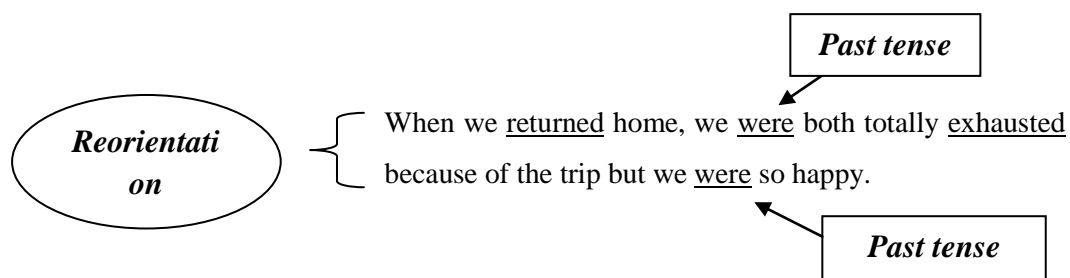 Past tense
Reorientati
on
When we returned home, we were both totally exhausted
because of the trip but we were so happy.
Past tense